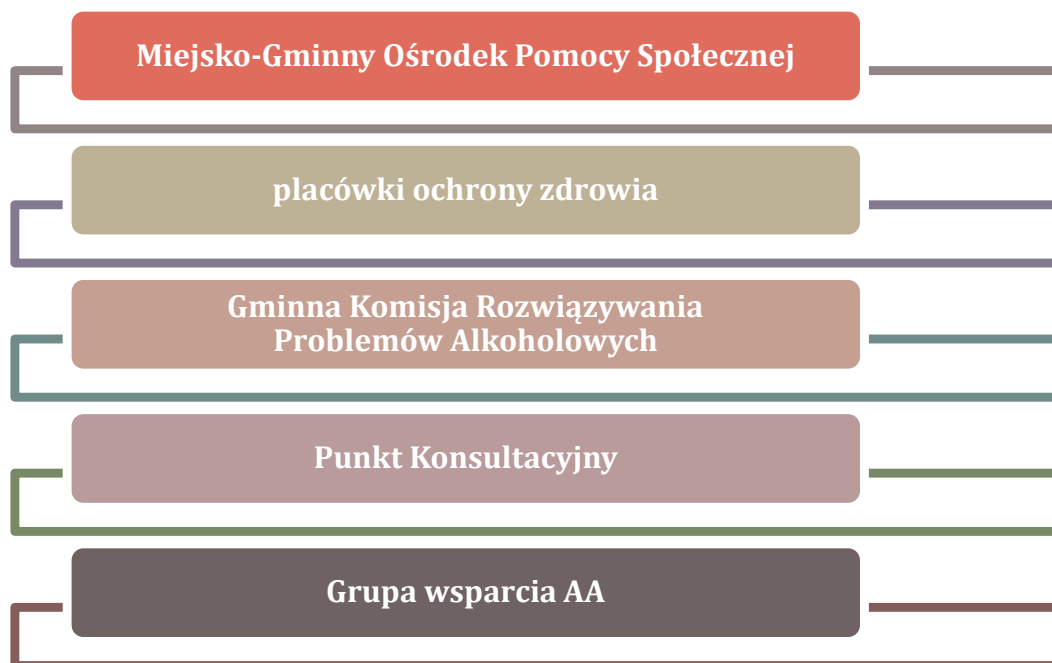 Miejsko-Gminny Ośrodek Pomocy Społecznej
placówki ochrony zdrowia
Gminna Komisja Rozwiązywania
Problemów Alkoholowych
Punkt Konsultacyjny
Grupa wsparcia AA